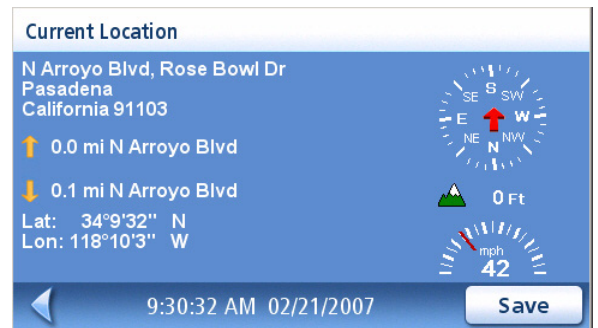 Current Location
N Arroyo Blvd, Rose Bowl Dr
Pasadena
California 91103
0.0 mi N Arroyo Blvd
0.1 mi N Arroyo Blvd
Lat: 34°9'32" N
Lon: 118°10'3" W
S
SE SW
E W
NE NW
N
0 Ft
mph
42
9:30:32 AM 02/21/2007
Save